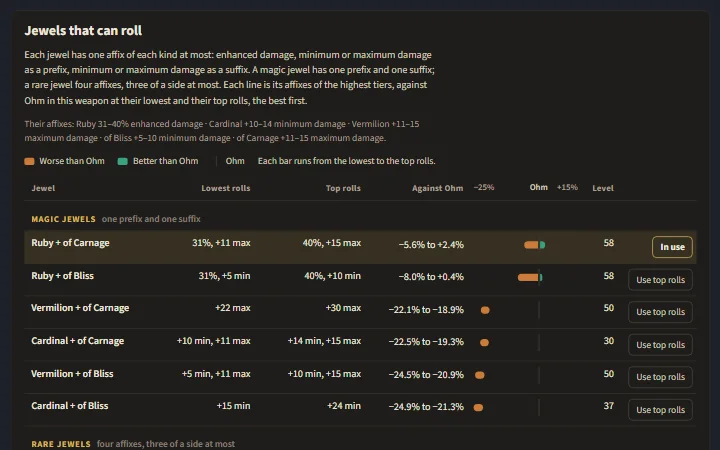 Jewels that can roll
Each jewel has one affix of each kind at most: enhanced damage, minimum or maximum damage
as a prefix, minimum or maximum damage as a suffix. A magic jewel has one prefix and one suffix;
a rare jewel four affixes, three of a side at most. Each line is its affixes of the highest tiers, against
Ohm in this weapon at their lowest and their top rolls, the best first.
Their affixes: Ruby 31–40% enhanced damage · Cardinal +10–14 minimum damage · Vermilion +11–15
maximum damage · of Bliss +5–10 minimum damage · of Carnage +11–15 maximum damage.
Worse than Ohm Better than Ohm Ohm Each bar runs from the lowest to the top rolls.
Jewel Lowest rolls Top rolls Against Ohm −25% Ohm +15% Level
MAGIC JEWELS one prefix and one suffix
Ruby + of Carnage 31%, +11 max 40%, +15 max −5.6% to +2.4% 58 In use
Ruby + of Bliss 31%, +5 min 40%, +10 min −8.0% to +0.4% 58 Use top rolls
Vermilion + of Carnage +22 max +30 max −22.1% to −18.9% 50 Use top rolls
Cardinal + of Carnage +10 min, +11 max +14 min, +15 max −22.5% to −19.3% 30 Use top rolls
Vermilion + of Bliss +5 min, +11 max +10 min, +15 max −24.5% to −20.9% 50 Use top rolls
Cardinal + of Bliss +15 min +24 min −24.9% to −21.3% 37 Use top rolls
RARE JEWELS four affixes, three of a side at most